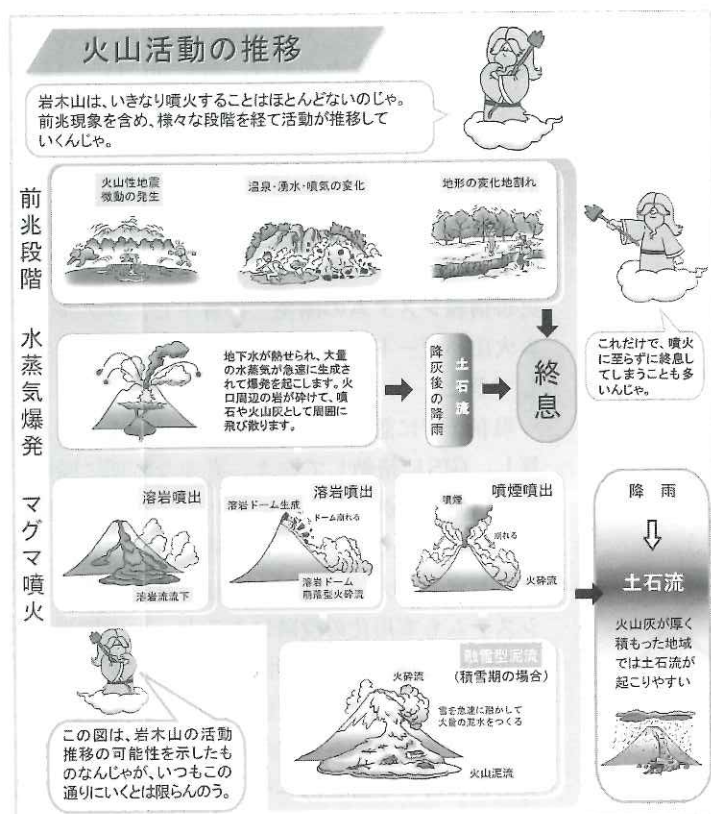 火山活動の推移
岩木山は、いきなり噴火することはほとんどないのじゃ。
前兆現象を含め、様々な段階を経て活動が推移して
いくんじゃ。
前兆段階
火山性地震
微動の発生
温泉・湧水・噴気の変化
地形の変化地割れ
これだけで、噴火
に至らずに終息し
てしまうことも多
いんじゃ。
水蒸気爆発
地下水が熱せられ、大量
の水蒸気が急速に生成さ
れて爆発を起こします。火
口周辺の岩が砕けて、噴
石や火山灰として周囲に
飛び散ります。
降灰後の降雨
土石流
終息
マグマ噴火
溶岩噴出
溶岩流流下
溶岩噴出
溶岩ドーム生成
ドーム崩れる
溶岩ドーム
崩落型火砕流
噴煙噴出
噴煙
崩れる
火砕流
降雨
土石流
火山灰が厚く
積もった地域
では土石流が
起こりやすい
融雪型泥流
(積雪期の場合)
火砕流
雪を急速に融かして
大量の泥水をつくる
火山泥流
この図は、岩木山の活動
推移の可能性を示したも
のなんじゃが、いつもこの
通りにいくとは限らんのう。